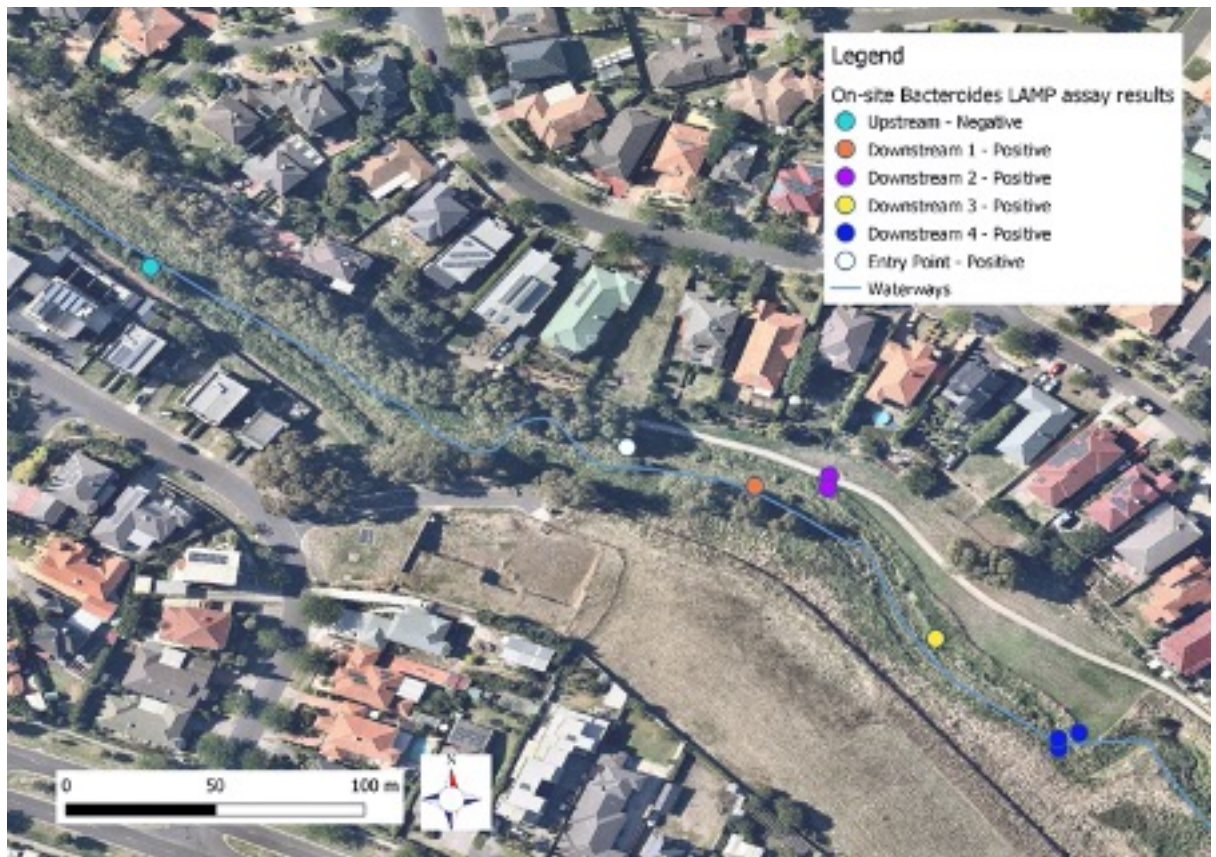 Legend
On-site Bacteroides LAMP assay results
Upstream - Negative
Downstream 1 - Positive
Downstream 2 - Positive
Downstream 3 - Positive
Downstream 4 - Positive
Entry Point - Positive
Waterways
0 50 100 m
N